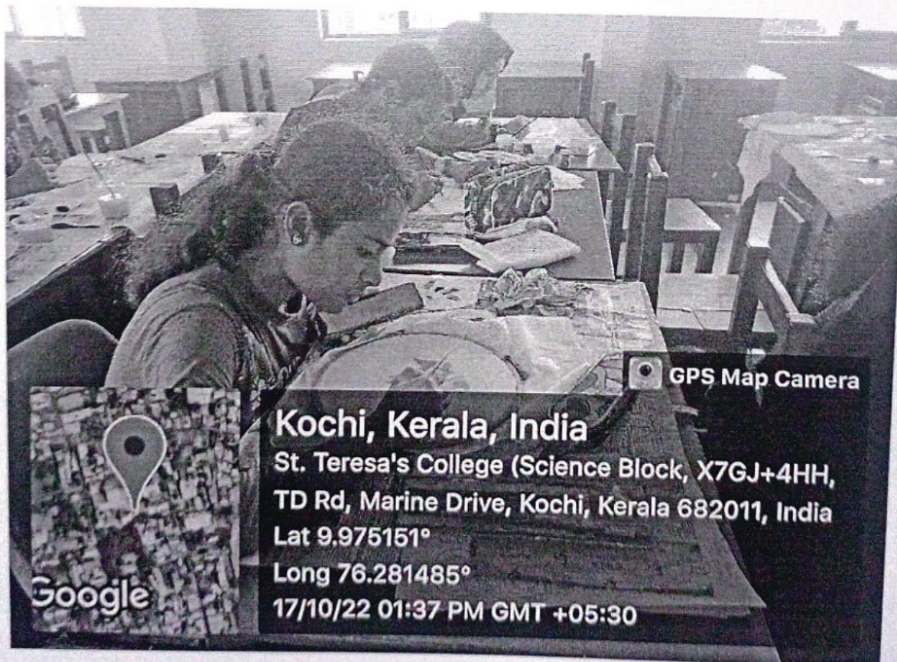 GPS Map Camera
Kochi, Kerala, India
St. Teresa's College (Science Block, X7GJ+4HH,
TD Rd, Marine Drive, Kochi, Kerala 682011, India
Lat 9.975151°
Long 76.281485°
17/10/22 01:37 PM GMT +05:30
Google